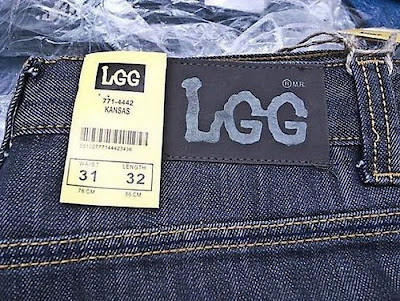 LGG
771-4442
KANSAS
WAIST LENGTH
31 32
76 CM
® M.R.
LGG